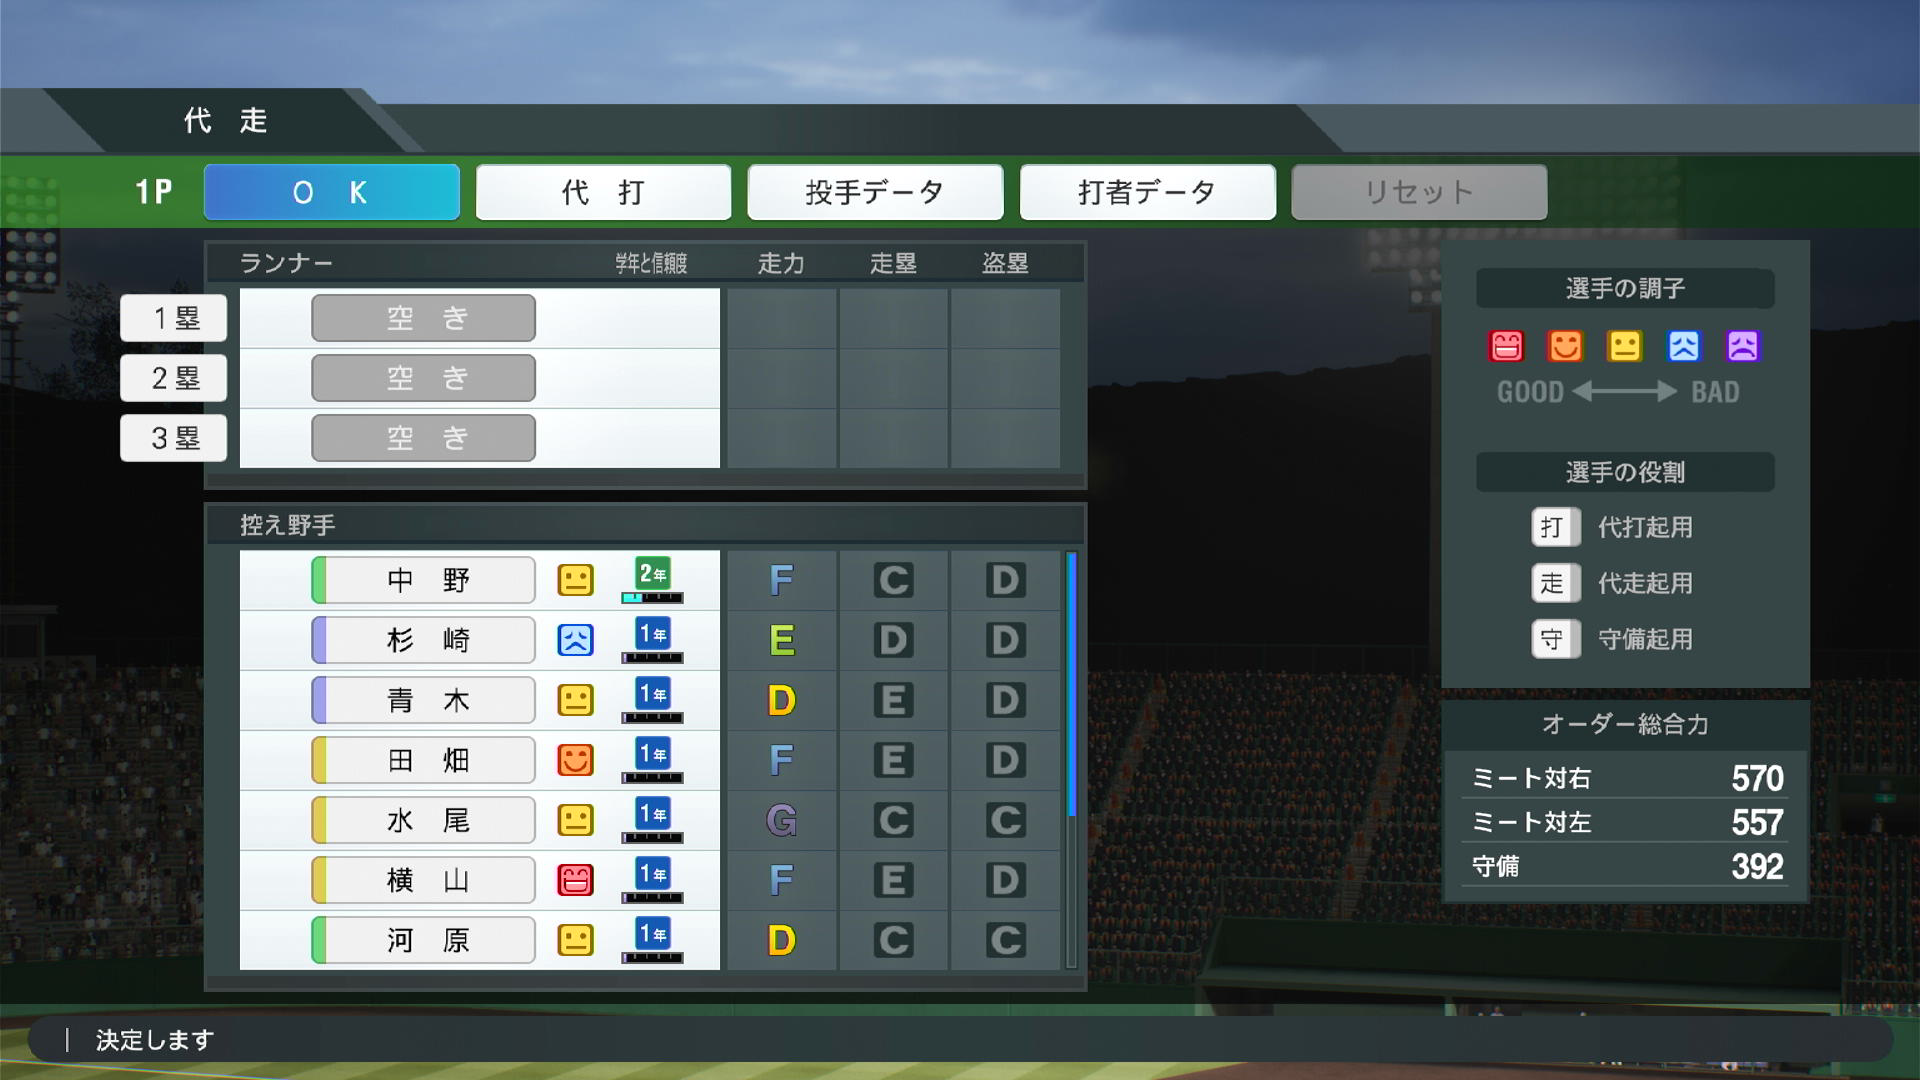 代 走
1P O K 代 打 投手データ 打者データ リセット
ランナー 学年と信頼度 走力 走塁 盗塁
1塁 空 き
2塁 空 き
3塁 空 き
控え野手
中 野 2年 F C D
杉 崎 1年 E D D
青 木 1年 D E D
田 畑 1年 F E D
水 尾 1年 G C C
横 山 1年 F E D
河 原 1年 D C C
選手の調子
GOOD BAD
選手の役割
打 代打起用
走 代走起用
守 守備起用
オーダー総合力
ミート対右 570
ミート対左 557
守備 392
決定します